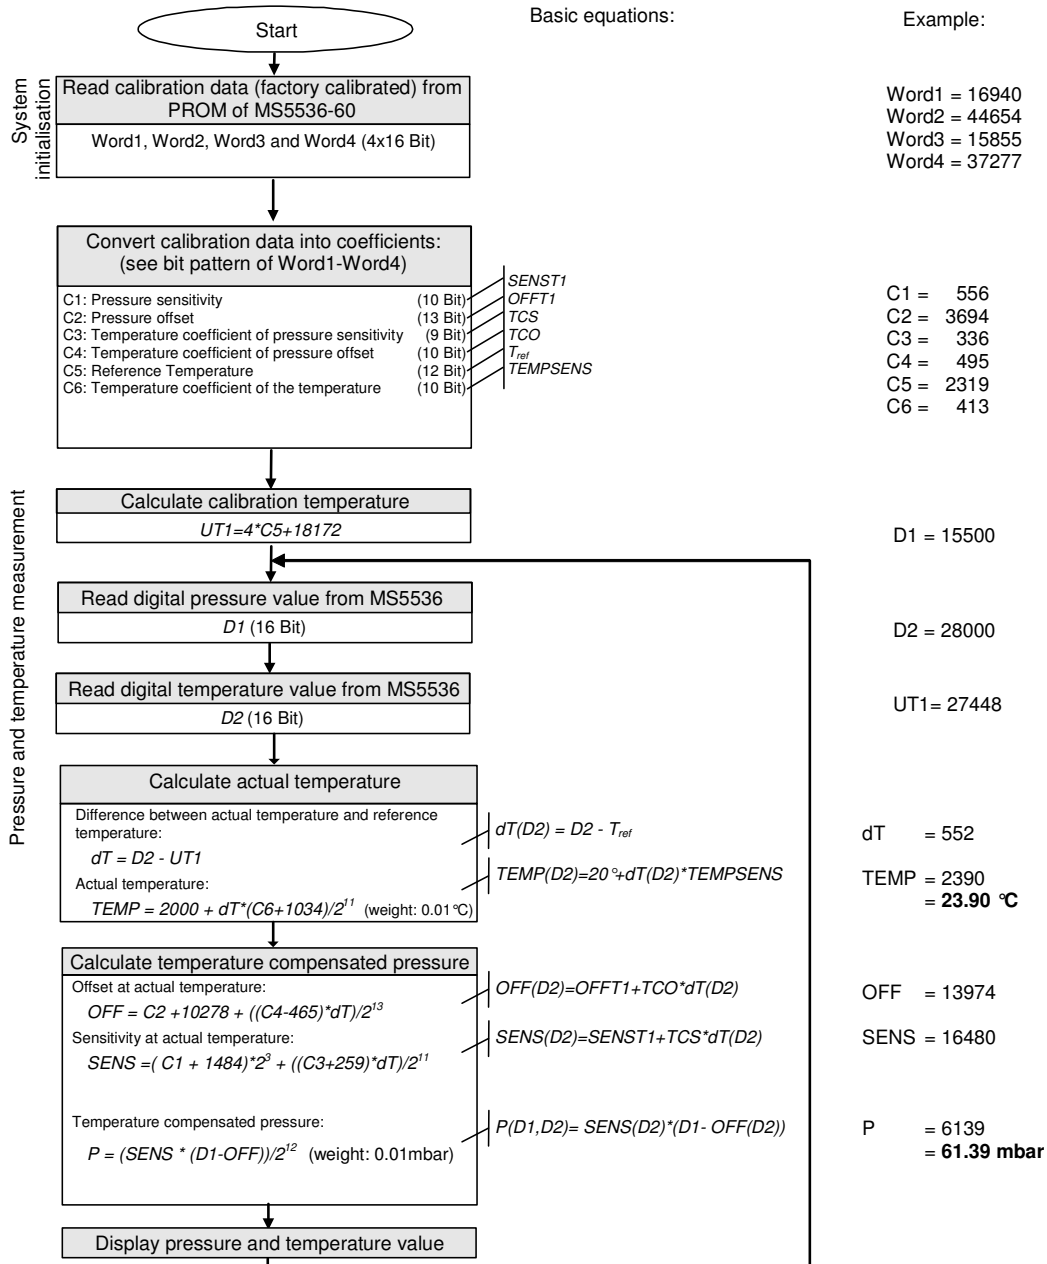 Basic equations:
Example:
Start
System
initialisation
Read calibration data (factory calibrated) from
PROM of MS5536-60
Word1, Word2, Word3 and Word4 (4x16 Bit)
Word1 = 16940
Word2 = 44654
Word3 = 15855
Word4 = 37277
Convert calibration data into coefficients:
(see bit pattern of Word1-Word4)
C1: Pressure sensitivity (10 Bit) SENST1
C2: Pressure offset (13 Bit) OFFT1
C3: Temperature coefficient of pressure sensitivity (9 Bit) TCS
C4: Temperature coefficient of pressure offset (10 Bit) TCO
C5: Reference Temperature (12 Bit) Tref
C6: Temperature coefficient of the temperature (10 Bit) TEMPSENS
C1 = 556
C2 = 3694
C3 = 336
C4 = 495
C5 = 2319
C6 = 413
Pressure and temperature measurement
Calculate calibration temperature
UT1=4*C5+18172
D1 = 15500
Read digital pressure value from MS5536
D1 (16 Bit)
D2 = 28000
Read digital temperature value from MS5536
D2 (16 Bit)
UT1= 27448
Calculate actual temperature
Difference between actual temperature and reference
temperature:
dT = D2 - UT1
dT(D2) = D2 - Tref
dT = 552
Actual temperature:
TEMP = 2000 + dT*(C6+1034)/2¹¹ (weight: 0.01°C)
TEMP(D2)=20°+dT(D2)*TEMPSENS
TEMP = 2390
= 23.90 °C
Calculate temperature compensated pressure
Offset at actual temperature:
OFF = C2 +10278 + ((C4-465)*dT)/2¹³
OFF(D2)=OFFT1+TCO*dT(D2)
OFF = 13974
Sensitivity at actual temperature:
SENS =( C1 + 1484)*2³ + ((C3+259)*dT)/2¹¹
SENS(D2)=SENST1+TCS*dT(D2)
SENS = 16480
Temperature compensated pressure:
P = (SENS * (D1-OFF))/2¹² (weight: 0.01mbar)
P(D1,D2)= SENS(D2)*(D1- OFF(D2))
P = 6139
= 61.39 mbar
Display pressure and temperature value